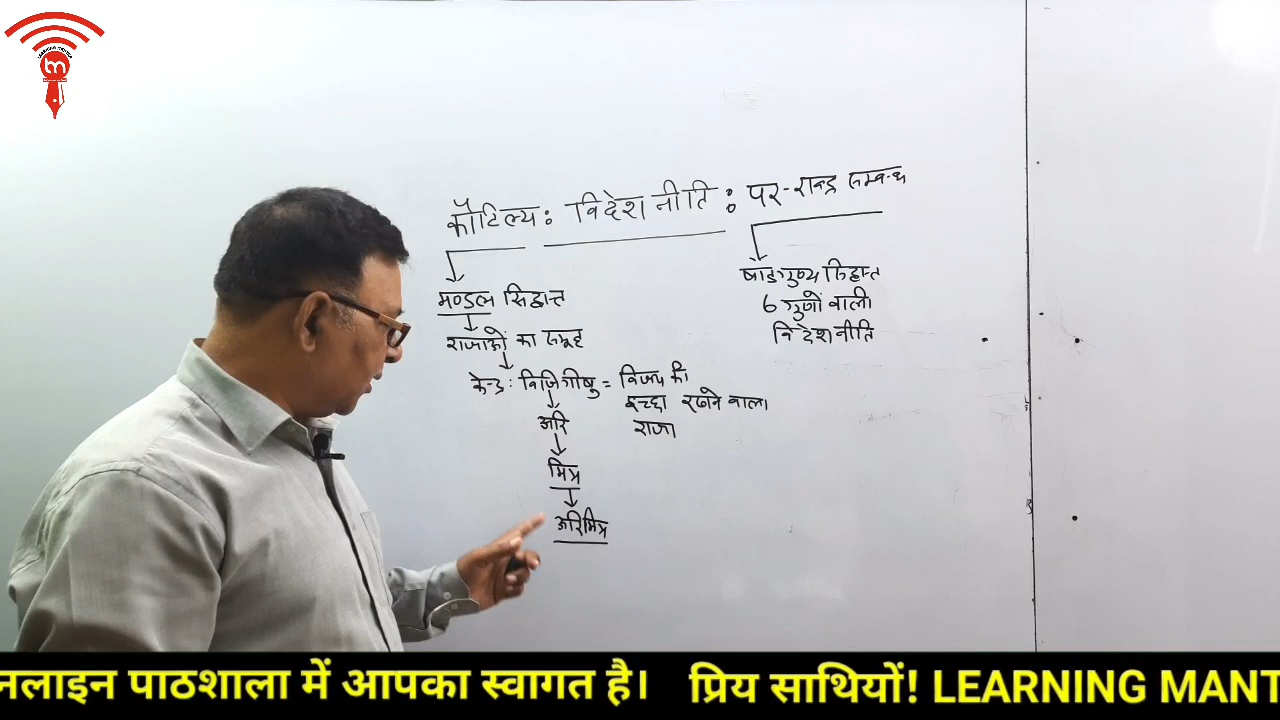 कौटिल्य : विदेश नीति : पर-राष्ट्र सम्बन्ध
मण्डल सिद्धान्त
राजाओं का समूह
केन्द्र : विजिगीषु = विजय की
इच्छा रखने वाला
राजा
अरि
मित्र
अरिमित्र
षाड्गुण्य सिद्धान्त
6 गुणों वाली
विदेश नीति
नलाइन पाठशाला में आपका स्वागत है। प्रिय साथियों! LEARNING MANT